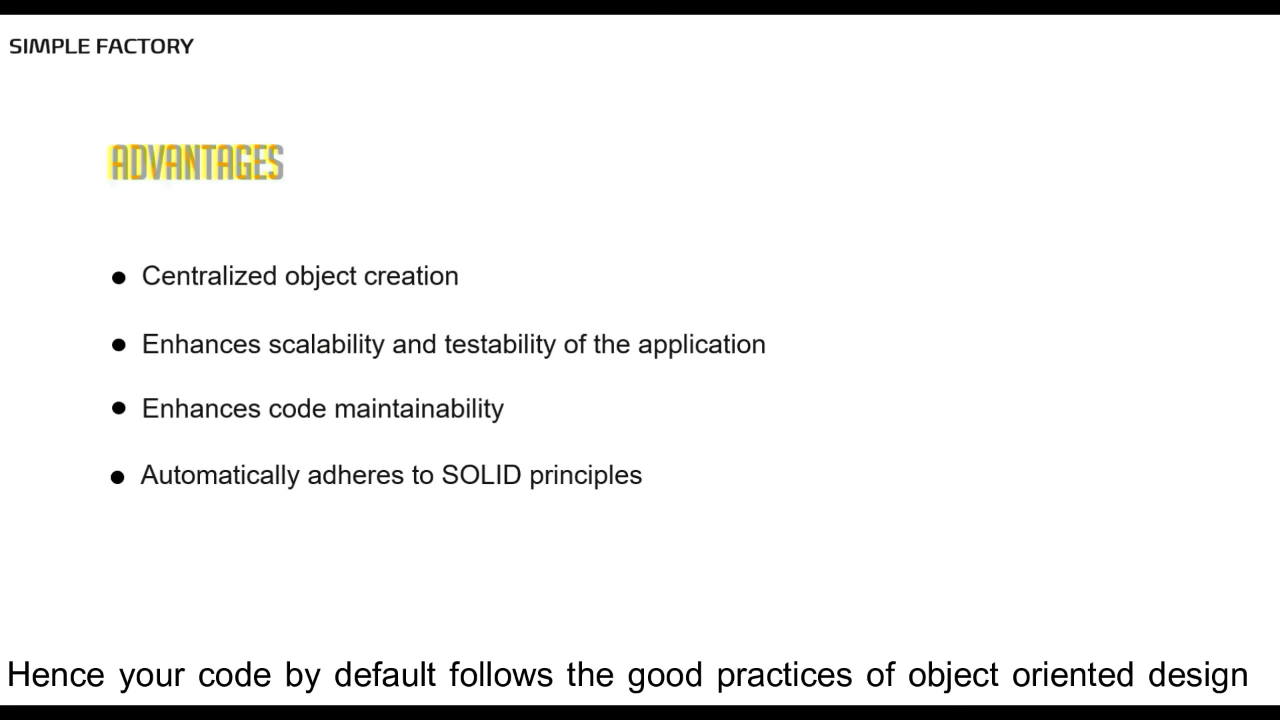 SIMPLE FACTORY
ADVANTAGES
● Centralized object creation
● Enhances scalability and testability of the application
● Enhances code maintainability
● Automatically adheres to SOLID principles
Hence your code by default follows the good practices of object oriented design